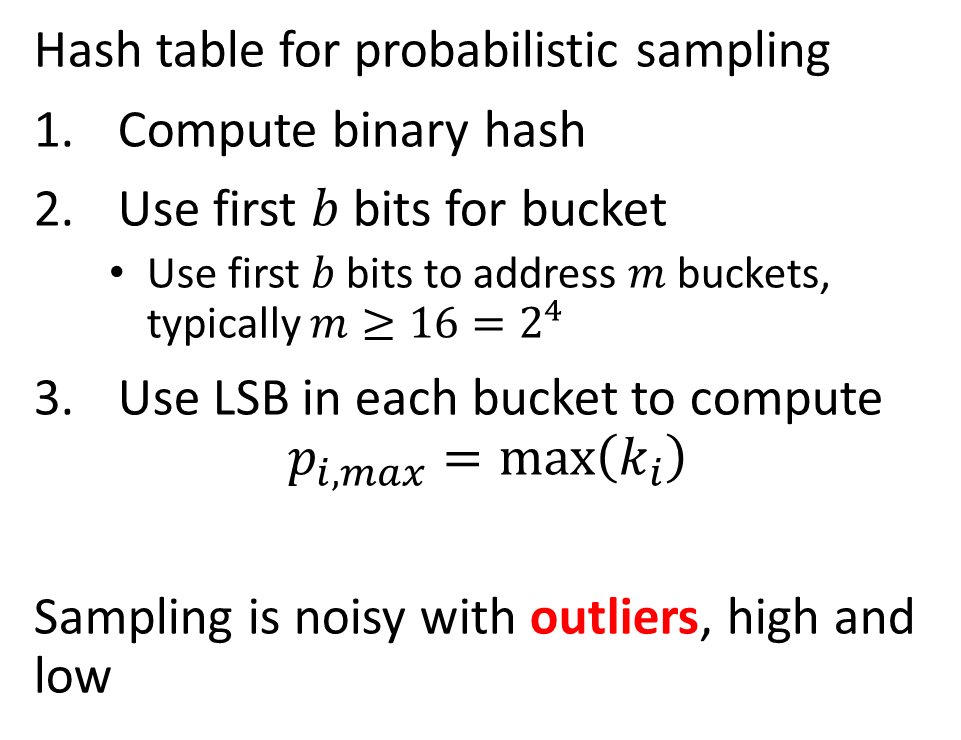 Hash table for probabilistic sampling
1. Compute binary hash
2. Use first b bits for bucket
• Use first b bits to address m buckets,
typically m ≥ 16 = 2⁴
3. Use LSB in each bucket to compute
p_{i,max} = max(k_i)
Sampling is noisy with outliers, high and
low